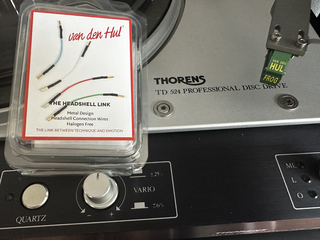 van den Hul
THE HEADSHELL LINK
Metal Design
Headshell Connection Wires
Halogen Free
THE LINK BETWEEN TECHNIQUE AND EMOTION
HUL
FROG
THORENS
TD 524 PROFESSIONAL DISC DRIVE
QUARTZ
VARIO
M
L
O